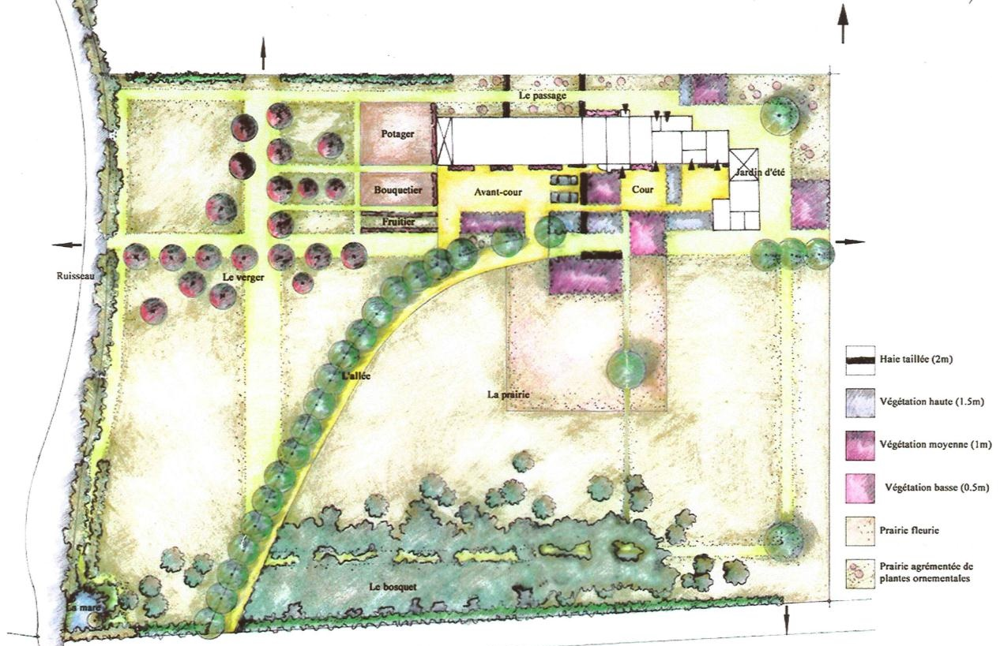 Le passage
Potager
Jardin d'été
Bouquetier
Avant-cour
Cour
Fruitier
Ruisseau
Le verger
L'allée
La prairie
Le bosquet
La mare
Haie taillée (2m)
Végétation haute (1.5m)
Végétation moyenne (1m)
Végétation basse (0.5m)
Prairie fleurie
Prairie agrémentée de
plantes ornementales